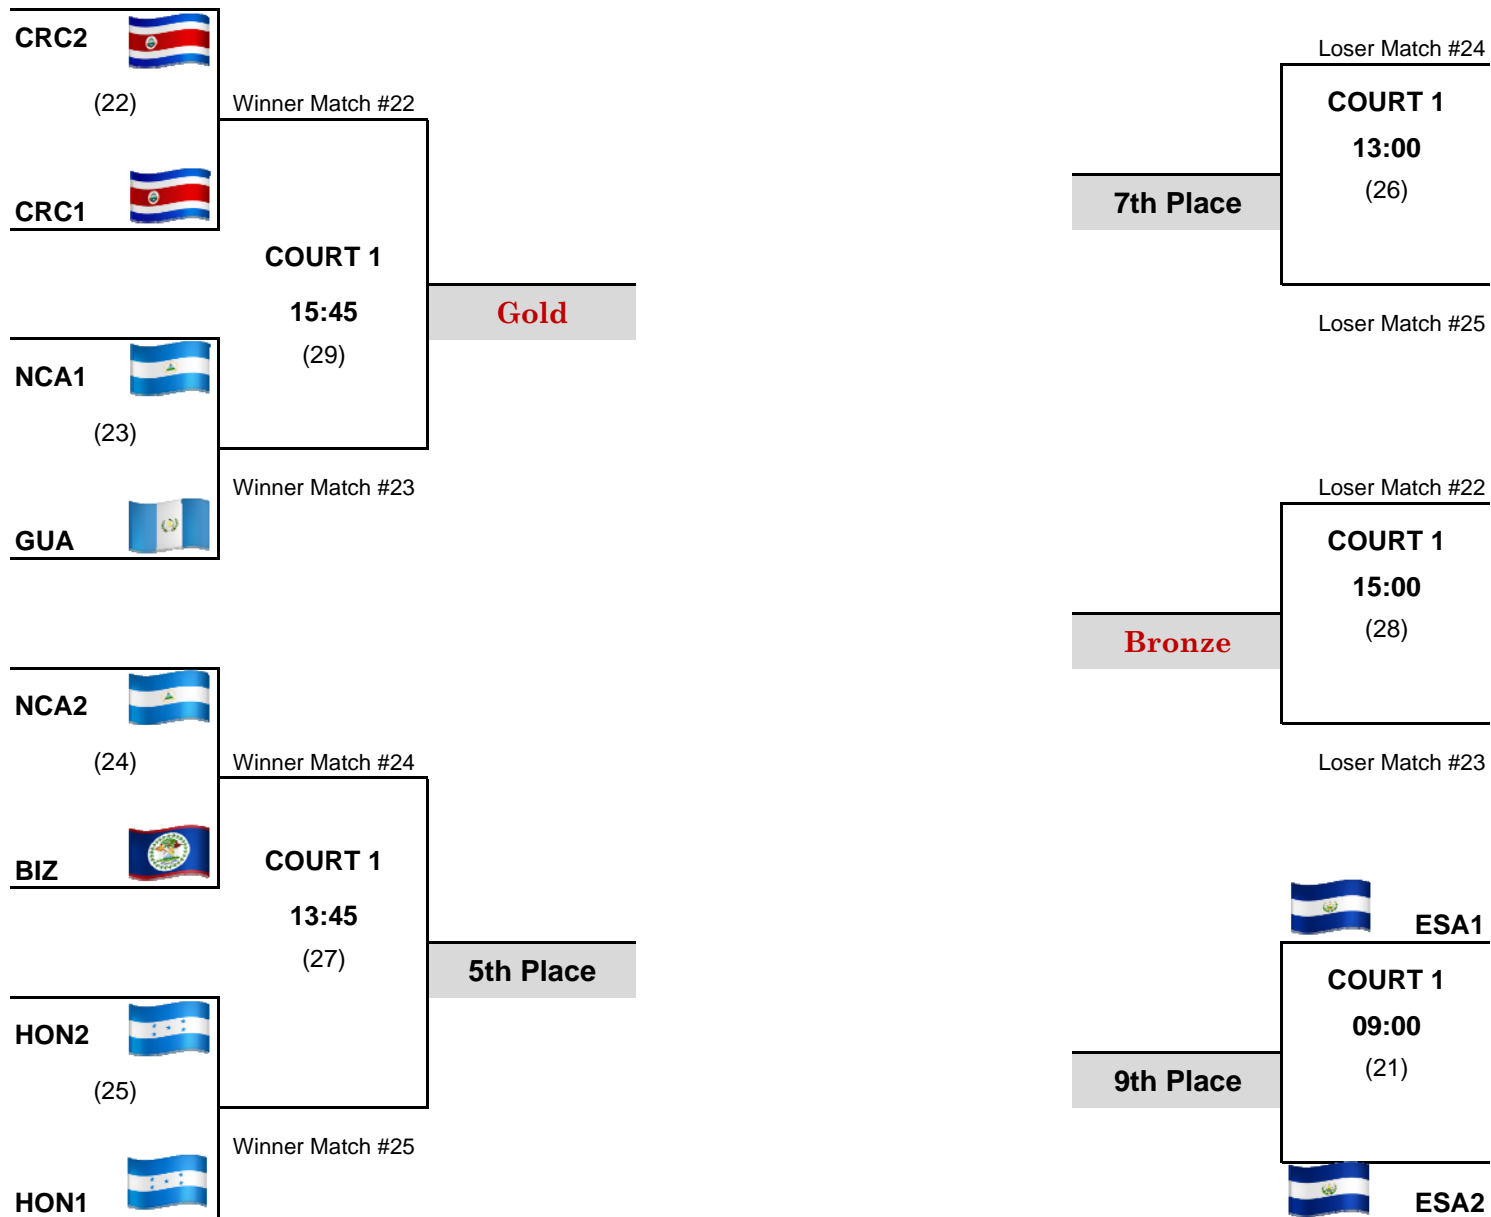 CRC2
(22)
Winner Match #22
CRC1
COURT 1
15:45
(29)
Gold
NCA1
(23)
Winner Match #23
GUA
NCA2
(24)
Winner Match #24
BIZ
COURT 1
13:45
(27)
5th Place
HON2
(25)
Winner Match #25
HON1
Loser Match #24
COURT 1
13:00
(26)
7th Place
Loser Match #25
Loser Match #22
COURT 1
15:00
(28)
Bronze
Loser Match #23
ESA1
COURT 1
09:00
(21)
9th Place
ESA2